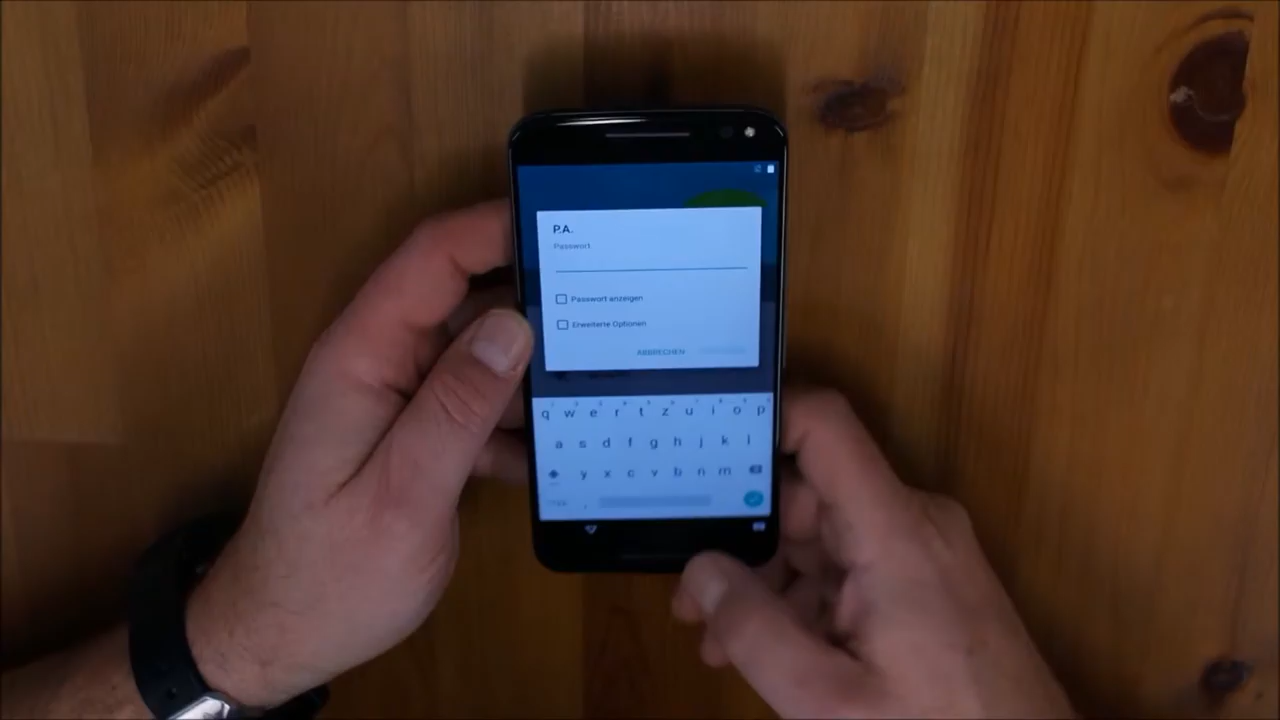 P.A.
Passwort
Passwort anzeigen
Erweiterte Optionen
ABBRECHEN
q w e r t z u i o p
a s d f g h j k l
y x c v b n m
,